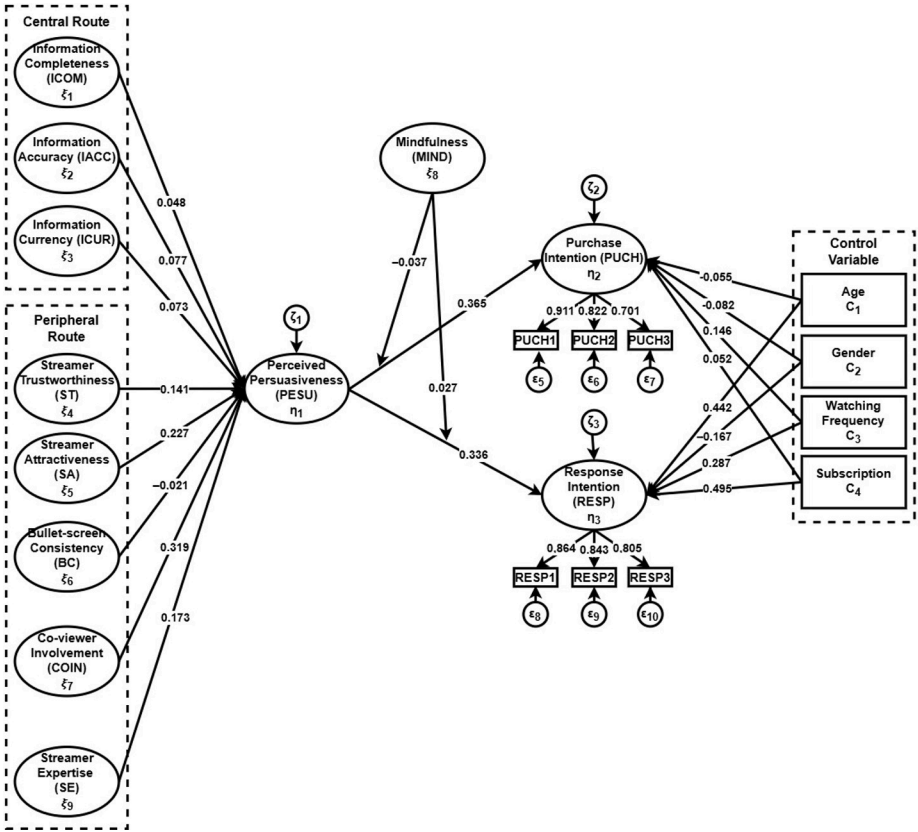 Central Route
Information
Completeness
(ICOM)
ξ1
Information
Accuracy (IACC)
ξ2
Information
Currency (ICUR)
ξ3
Peripheral
Route
Streamer
Trustworthiness
(ST)
ξ4
Streamer
Attractiveness
(SA)
ξ5
Bullet-screen
Consistency
(BC)
ξ6
Co-viewer
Involvement
(COIN)
ξ7
Streamer
Expertise
(SE)
ξ9
0.048
0.077
0.073
0.141
0.227
−0.021
0.319
0.173
ζ1
Perceived
Persuasiveness
(PESU)
η1
Mindfulness
(MIND)
ξ8
−0.037
0.027
0.365
0.336
ζ2
Purchase
Intention (PUCH)
η2
0.911 0.822 0.701
PUCH1 PUCH2 PUCH3
ε5 ε6 ε7
ζ3
Response
Intention
(RESP)
η3
0.864 0.843 0.805
RESP1 RESP2 RESP3
ε8 ε9 ε10
-0.055
-0.082
0.146
0.052
0.442
−0.167
0.287
0.495
Control
Variable
Age
C1
Gender
C2
Watching
Frequency
C3
Subscription
C4